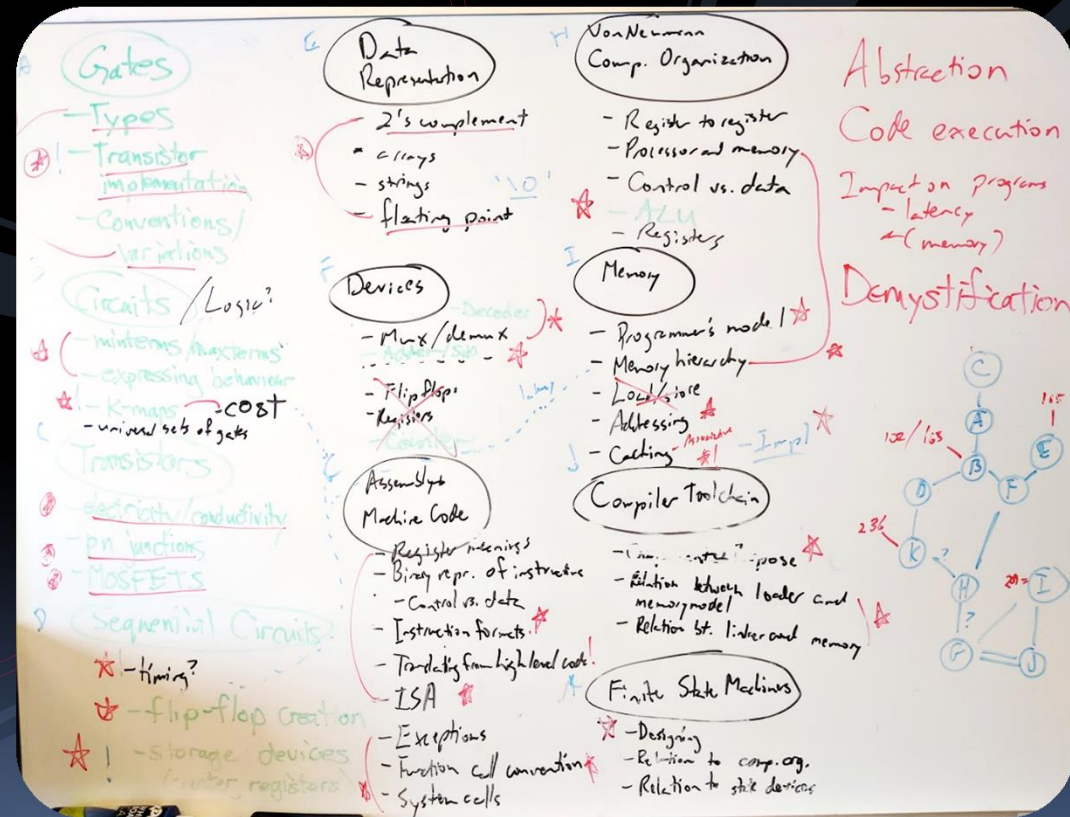 A
Gates
- Types
! - Transistor
implementation
- Conventions/
variations
Circuits /Logic?
- minterms/maxterms
- expressing behaviour
! - K-maps - cost
- universal sets of gates
C
Transistors
- electricity/conductivity
- pn junctions
- MOSFETS
D
Sequential Circuits
- timing?
- flip-flop creation
! - storage devices
registers
E
Data
Representation
- 2's complement
- arrays
- strings '\0'
- floating point
F
Devices
- Decoder
- Mux/demux
- Adder/sub
- Flip flops
- Registers
- Counter
Assembly &
Machine Code
- Register meanings
- Binary repr. of instructions
- Control vs. data
- Instruction formats
- Translating from high level code!
- ISA
- Exceptions
- Function call convention
- System calls
H
Von Neumann
Comp. Organization
- Register to register
- Processor and memory
- Control vs. data
- ALU
- Registers
I
Memory
- Programmer's model !
- Memory hierarchy
- Load/store
- Addressing
J
- Caching - Associative ! - Impl
Compiler Toolchain
pose
- Relation between loader and
memory model
- Relation bt. linker and memory
Finite State Machines
- Designing
- Relation to comp. org.
- Relation to state devices
Abstraction
Code execution
Impact on programs
- latency
(memory)
Demystification
C
A
165
E
B
D
F
236
K
?
H
I
?
G
J